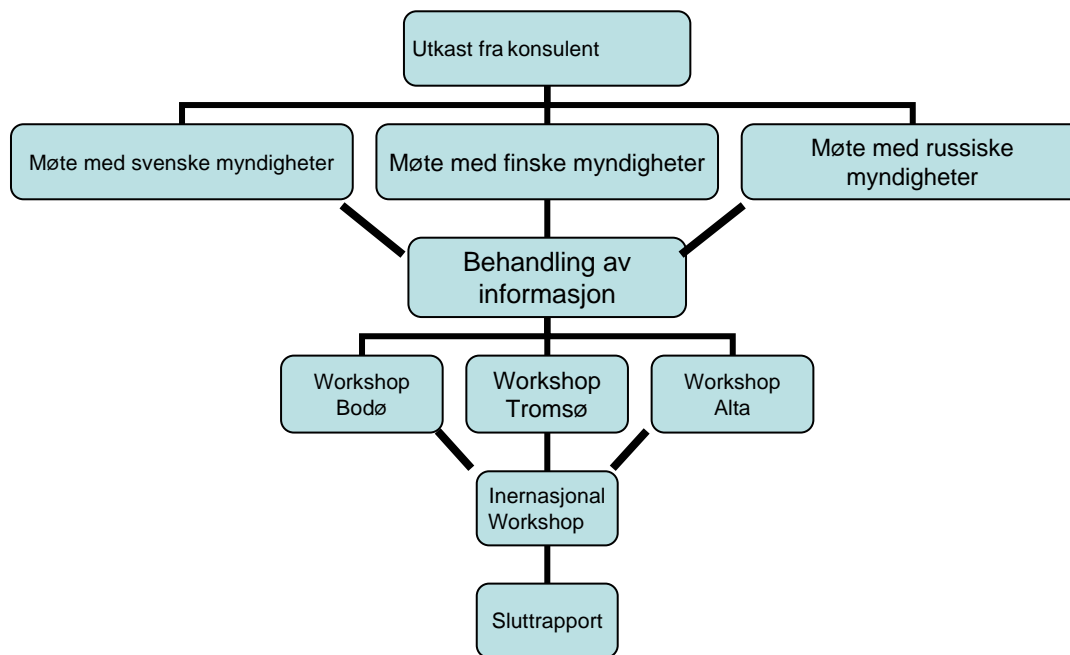 Utkast fra konsulent
Møte med svenske myndigheter
Møte med finske myndigheter
Møte med russiske
myndigheter
Behandling av
informasjon
Workshop
Bodø
Workshop
Tromsø
Workshop
Alta
Inernasjonal
Workshop
Sluttrapport